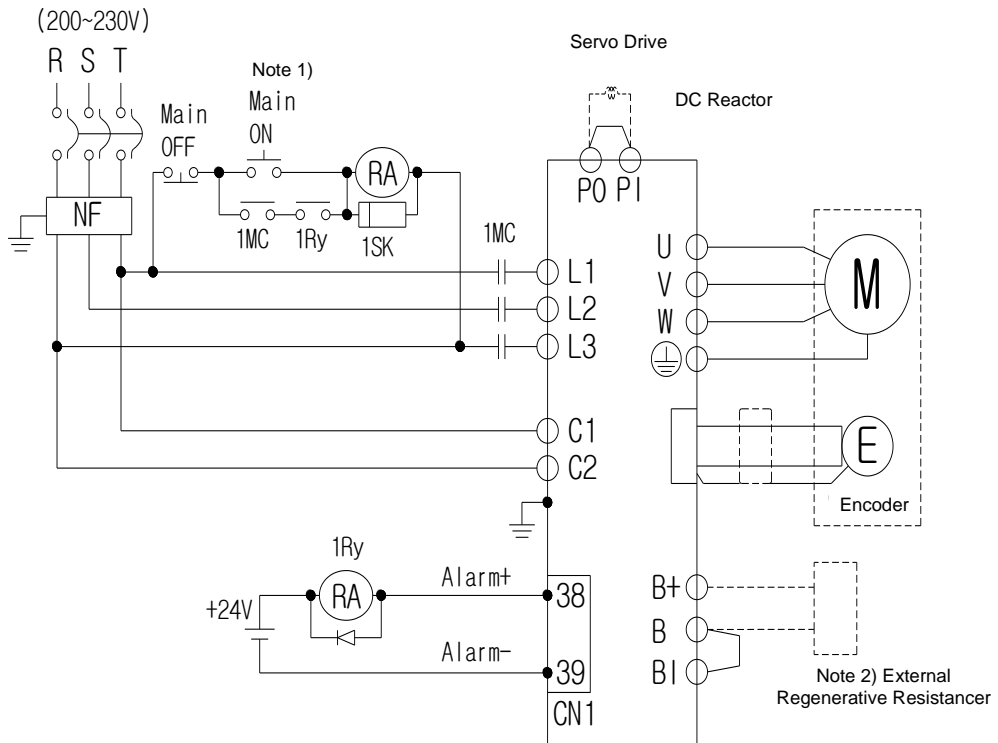 (200~230V)
R S T
Note 1)
Main
OFF
Main
ON
RA
1MC
1Ry
1SK
NF
1MC
Servo Drive
DC Reactor
W
PO
PI
L1
L2
L3
C1
C2
U
V
W
M
E
Encoder
1Ry
RA
+24V
Alarm+
Alarm-
38
39
CN1
B+
B
BI
Note 2) External
Regenerative Resistancer